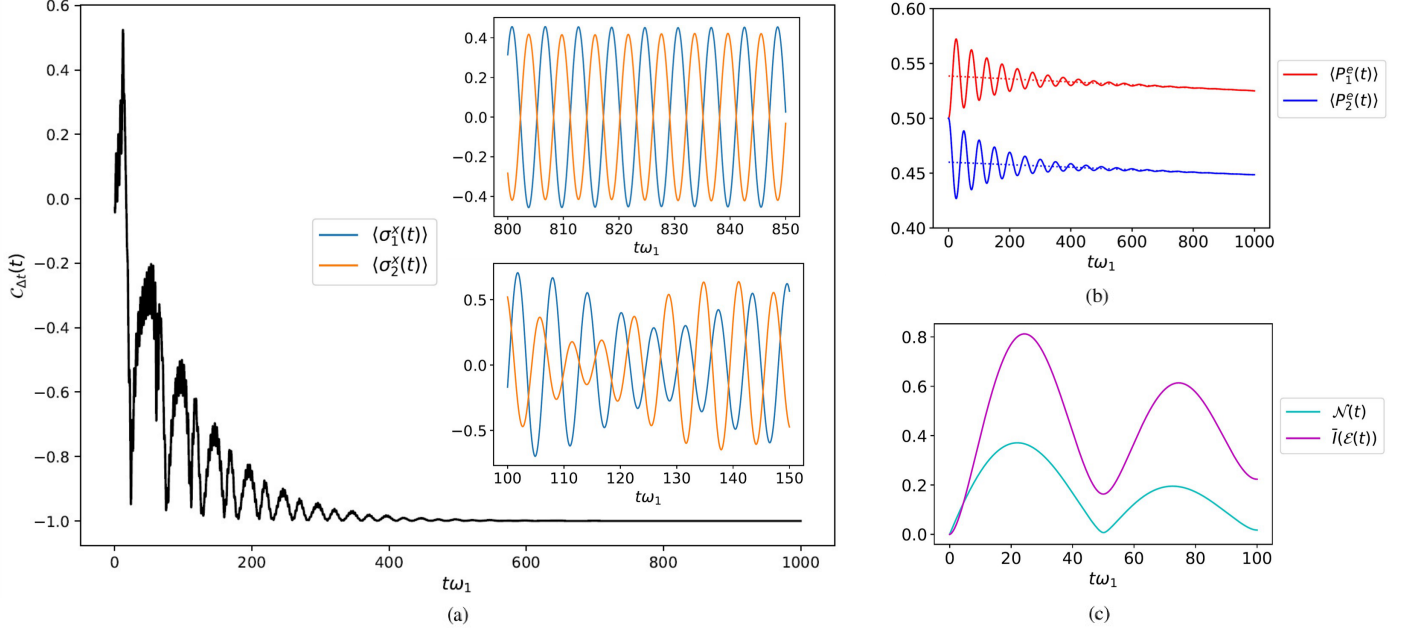 0.6
0.4
0.2
0.0
−0.2
−0.4
−0.6
−0.8
−1.0
𝒞Δt(t)
0 200 400 600 800 1000
tω₁
(a)
⟨σ₁ˣ(t)⟩
⟨σ₂ˣ(t)⟩
0.4
0.2
0.0
−0.2
−0.4
800 810 820 830 840 850
tω₁
0.5
0.0
−0.5
100 110 120 130 140 150
tω₁
0.60
0.55
0.50
0.45
0.40
0 200 400 600 800 1000
tω₁
⟨P₁ᵉ(t)⟩
⟨P₂ᵉ(t)⟩
(b)
0.8
0.6
0.4
0.2
0.0
0 20 40 60 80 100
tω₁
𝒩(t)
Ī(ℰ(t))
(c)